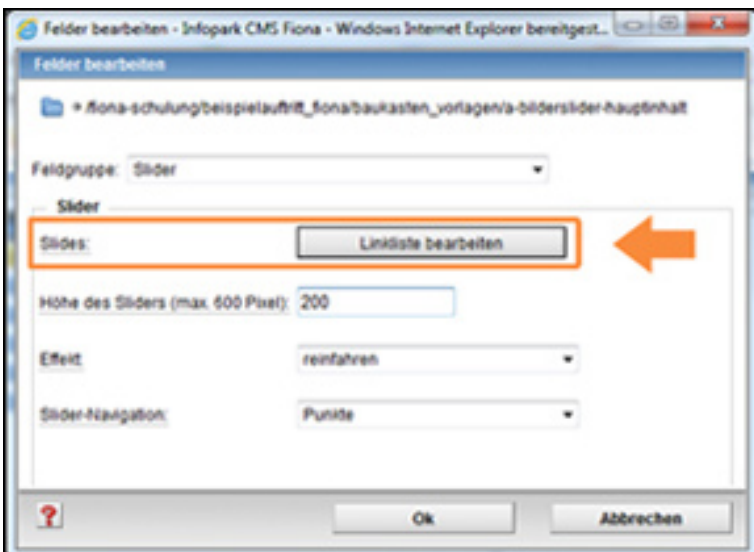 Felder bearbeiten - Infopark CMS Fiona - Windows Internet Explorer bereitgest...
Felder bearbeiten
/fiona-schulung/beispielauftritt_fiona/baukasten_vorlagen/a-bilderslider-hauptinhalt
Feldgruppe: Slider
Slider
Slides: Linkliste bearbeiten
Höhe des Sliders (max. 600 Pixel): 200
Effekt: reinfahren
Slider-Navigation: Punkte
? Ok Abbrechen